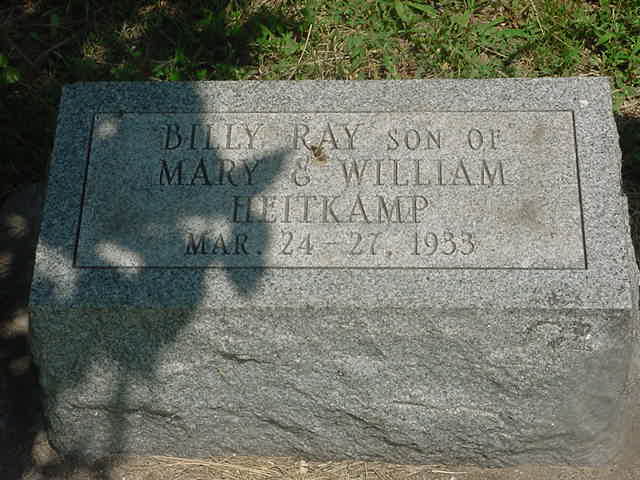 BILLY RAY SON OF
MARY & WILLIAM
HEITKAMP
MAR. 24-27, 1933